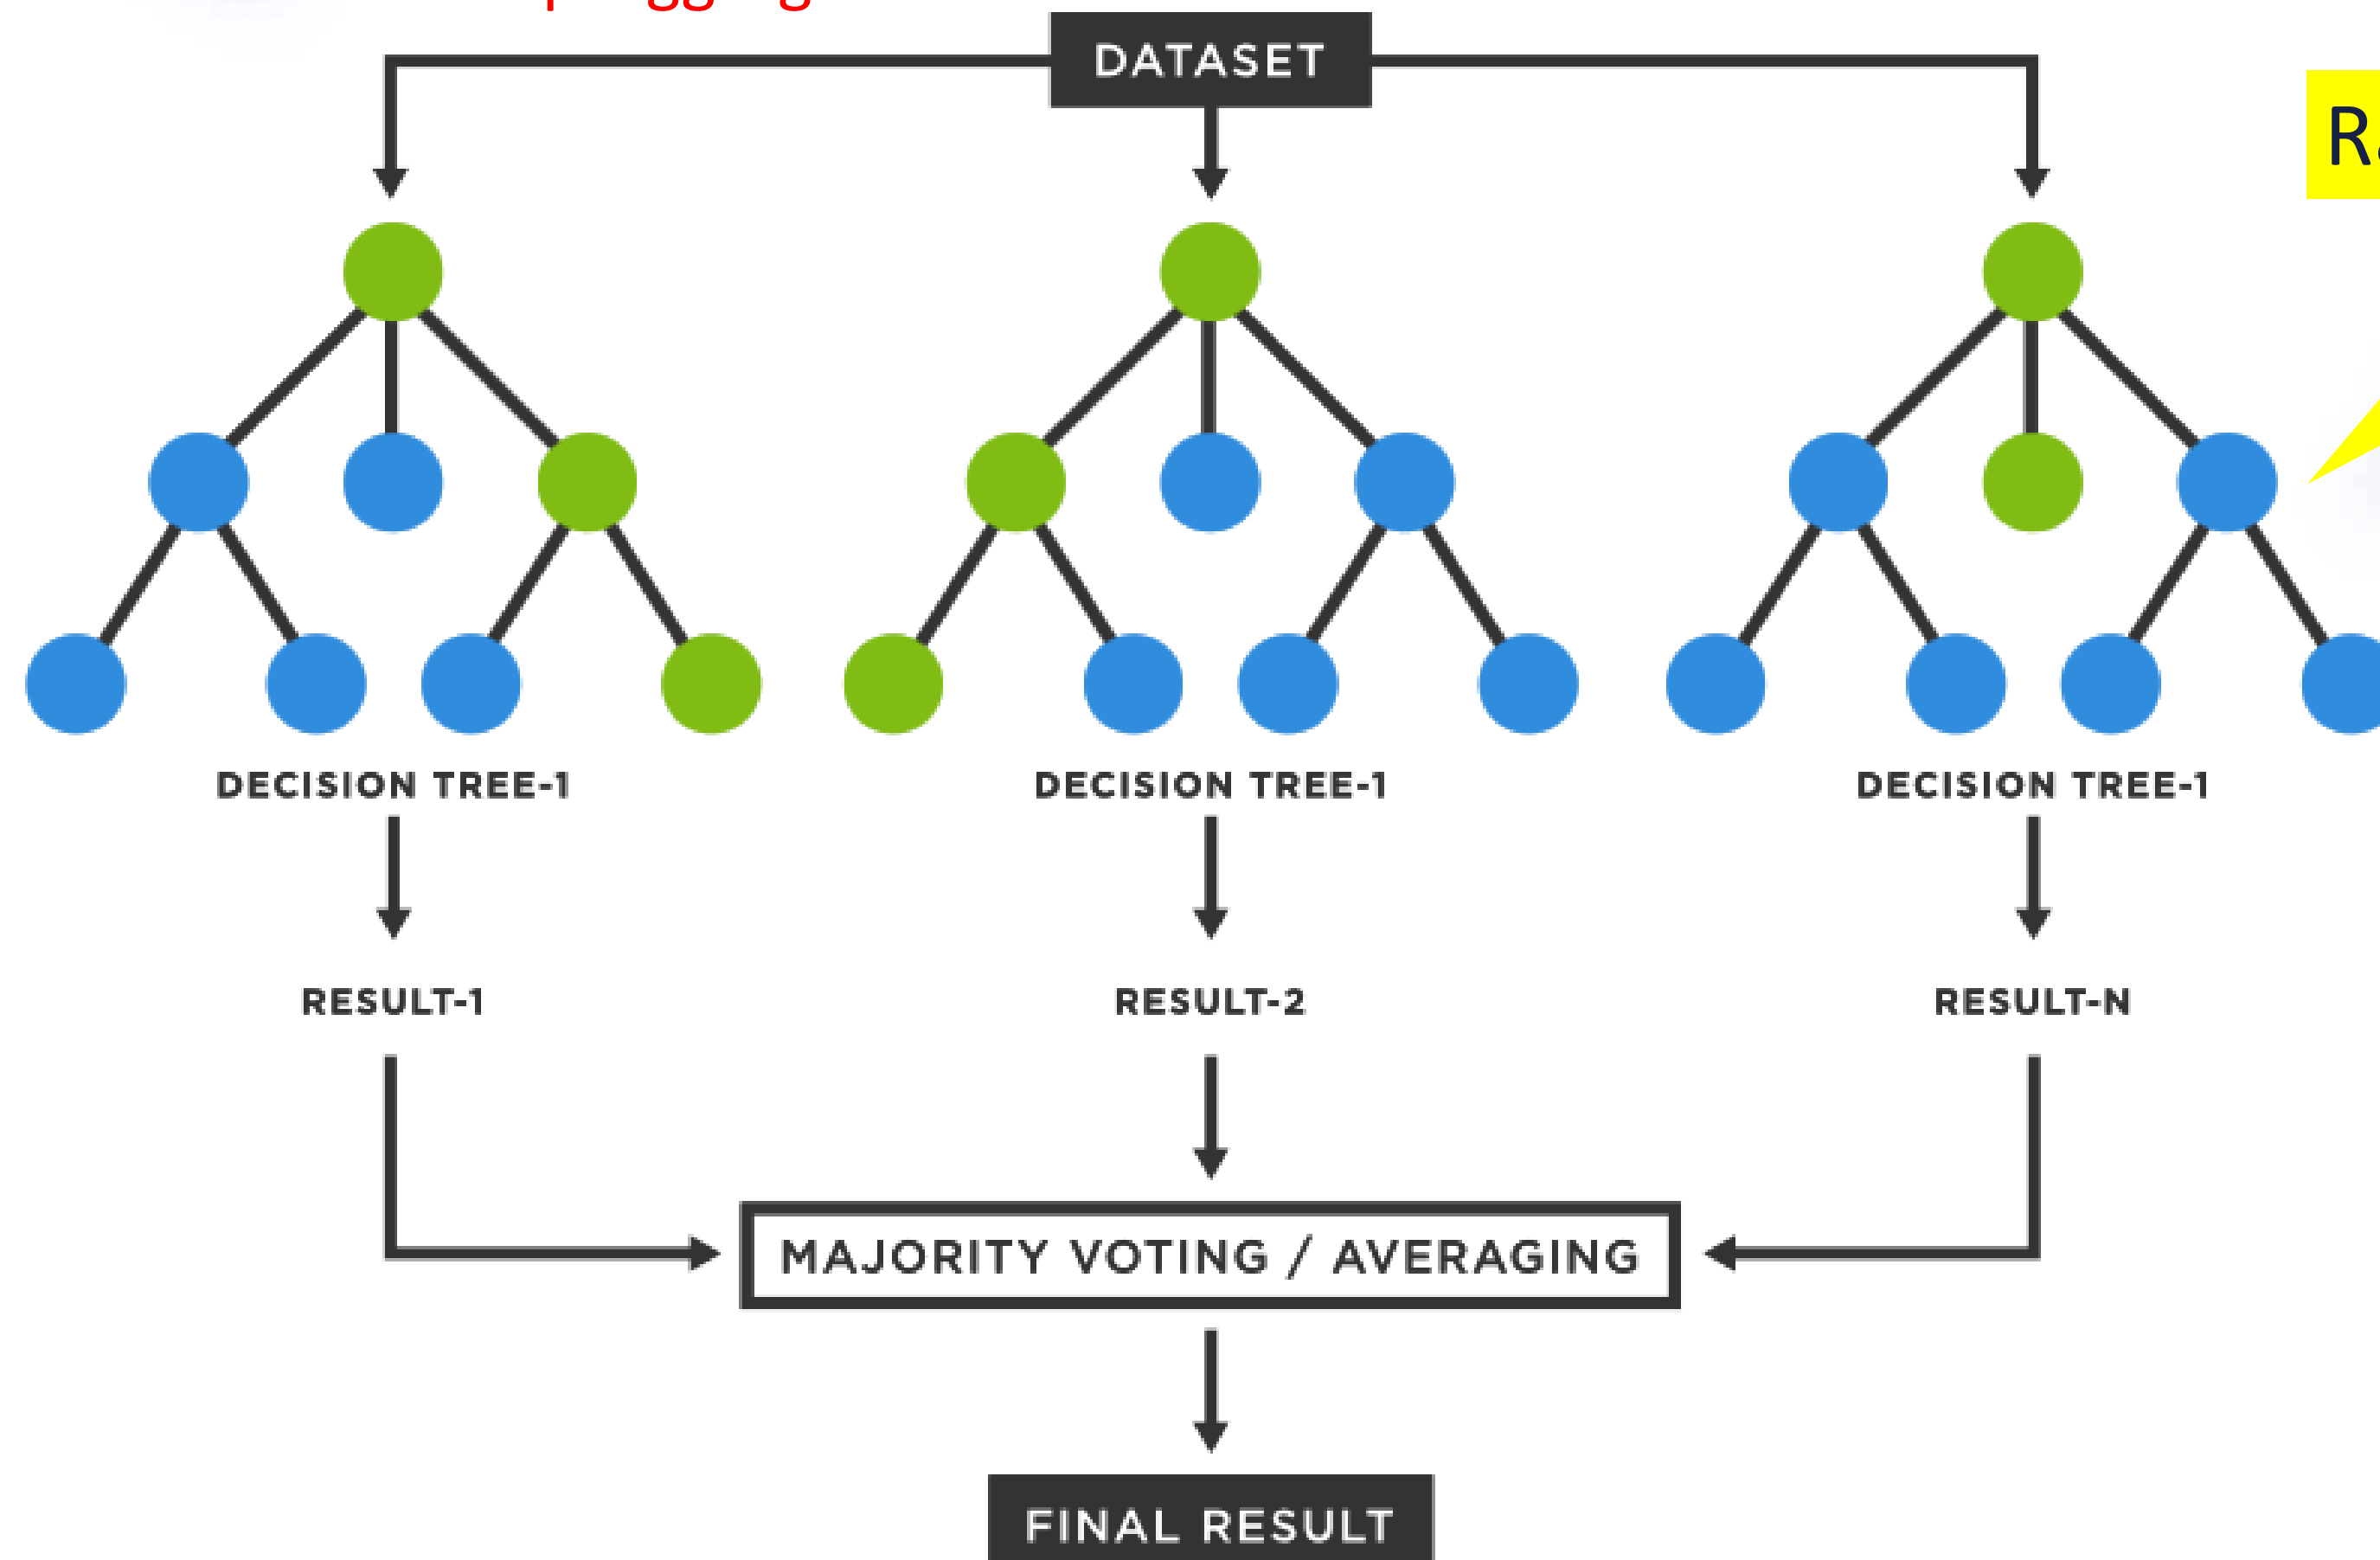 DATASET
DECISION TREE-1
DECISION TREE-1
DECISION TREE-1
RESULT-1
RESULT-2
RESULT-N
MAJORITY VOTING / AVERAGING
FINAL RESULT